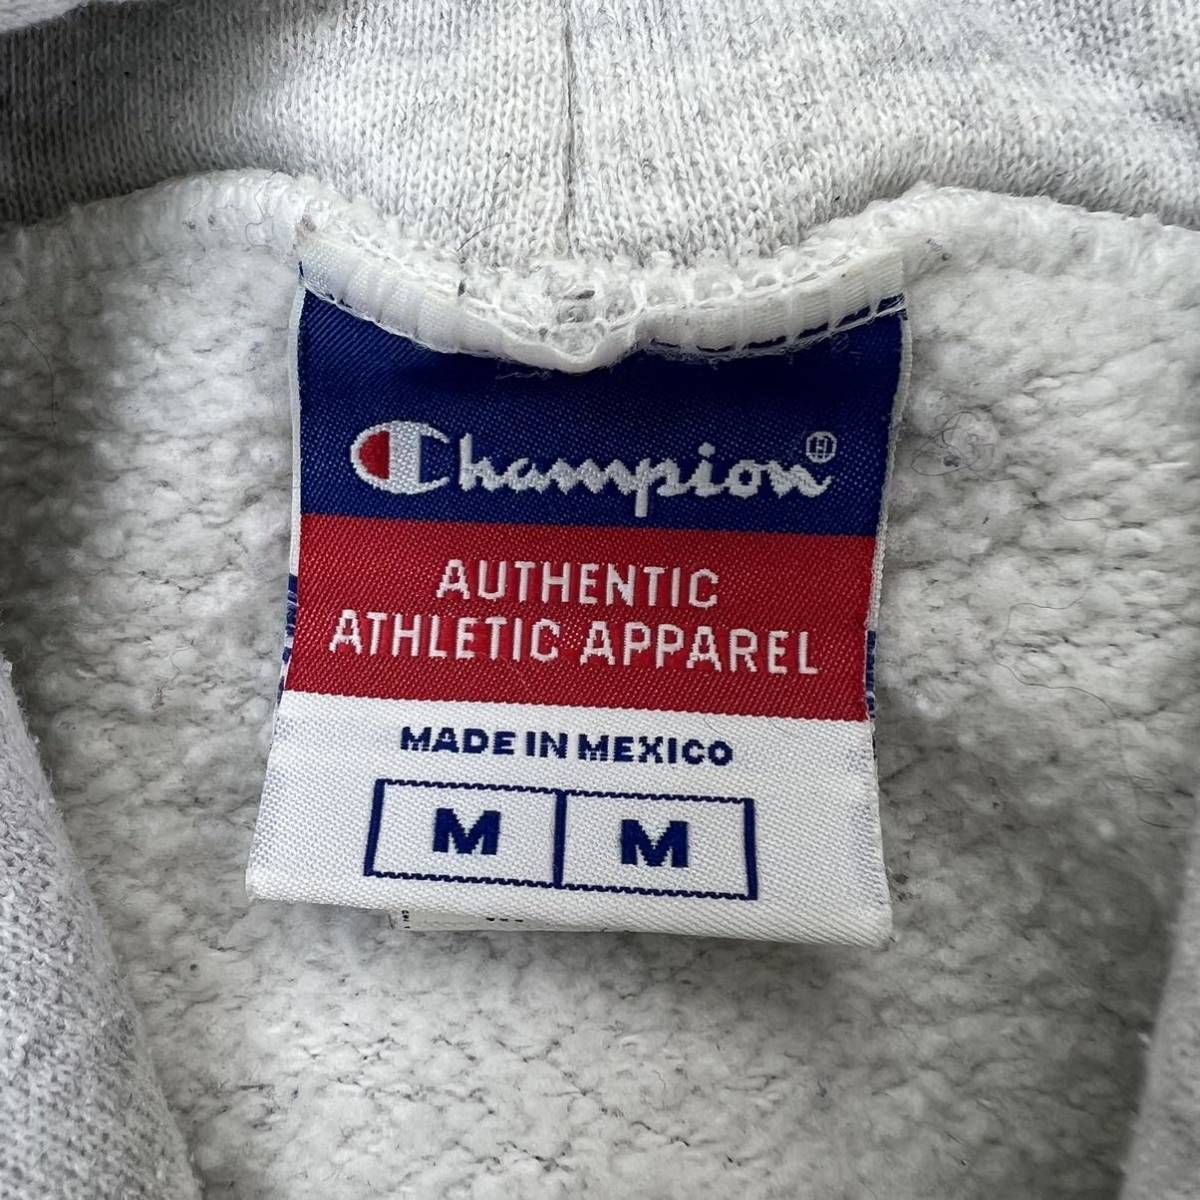 Champion®
AUTHENTIC
ATHLETIC APPAREL
MADE IN MEXICO
M M